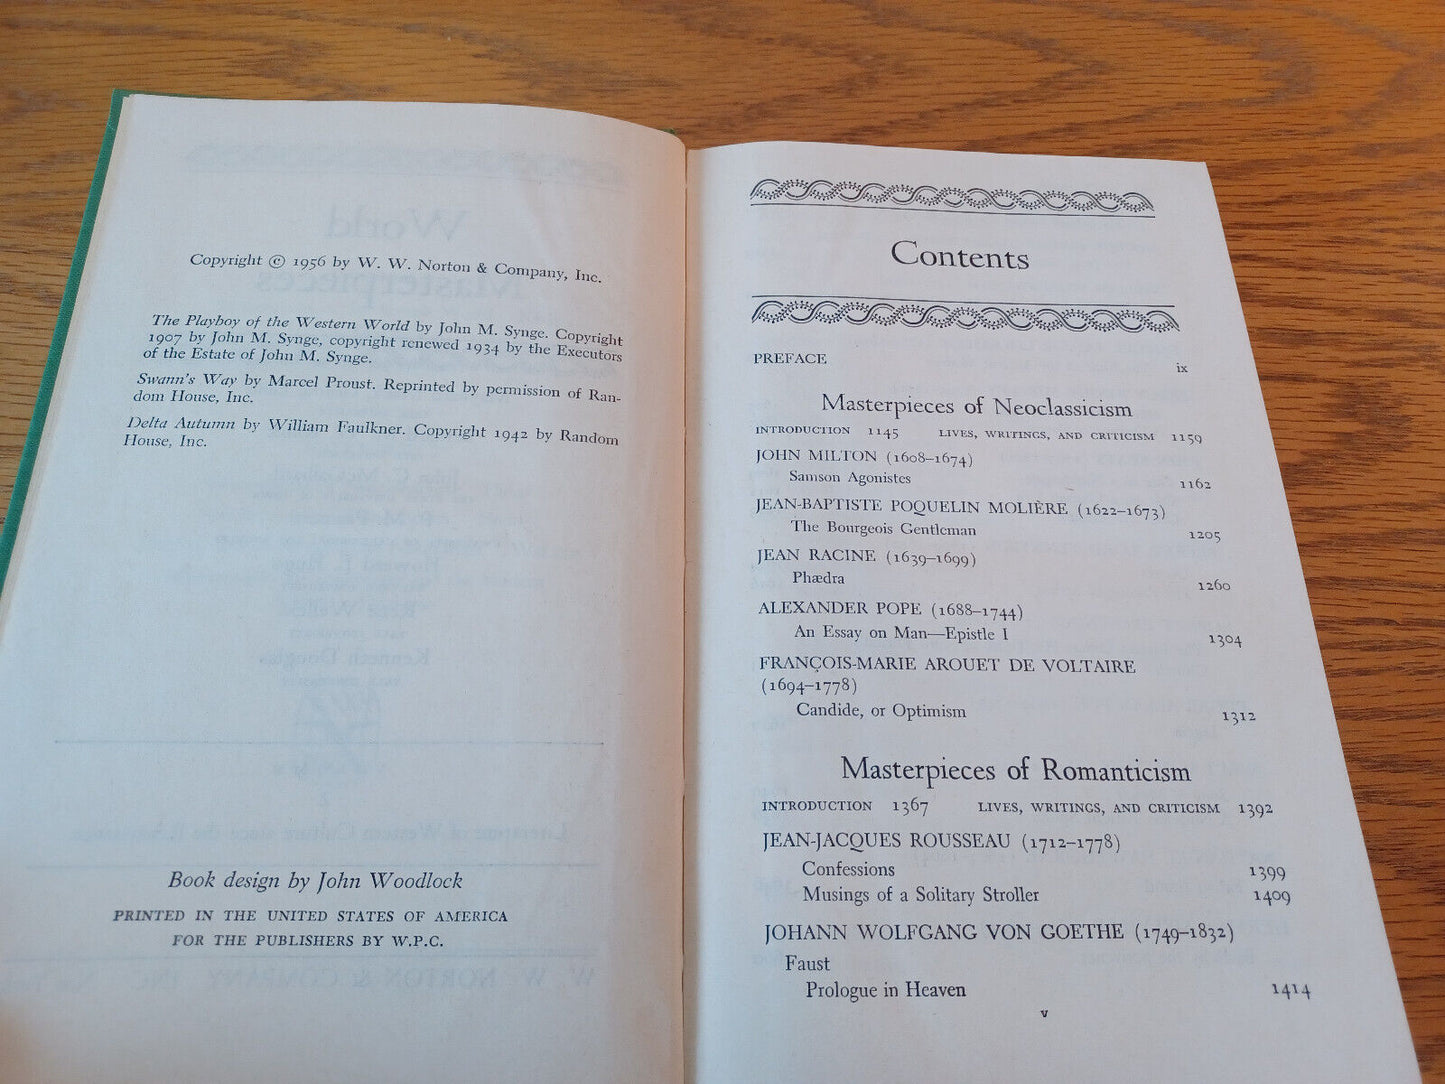 Copyright © 1956 by W. W. Norton & Company, Inc.
The Playboy of the Western World by John M. Synge. Copyright
1907 by John M. Synge, copyright renewed 1934 by the Executors
of the Estate of John M. Synge.
Swann's Way by Marcel Proust. Reprinted by permission of Ran-
dom House, Inc.
Delta Autumn by William Faulkner. Copyright 1942 by Random
House, Inc.
Book design by John Woodlock
PRINTED IN THE UNITED STATES OF AMERICA
FOR THE PUBLISHERS BY W.P.C.
Contents
PREFACE ix
Masterpieces of Neoclassicism
INTRODUCTION 1145 LIVES, WRITINGS, AND CRITICISM 1159
JOHN MILTON (1608–1674)
Samson Agonistes 1162
JEAN-BAPTISTE POQUELIN MOLIÈRE (1622–1673)
The Bourgeois Gentleman 1205
JEAN RACINE (1639–1699)
Phædra 1260
ALEXANDER POPE (1688–1744)
An Essay on Man—Epistle I 1304
FRANÇOIS-MARIE AROUET DE VOLTAIRE
(1694–1778)
Candide, or Optimism 1312
Masterpieces of Romanticism
INTRODUCTION 1367 LIVES, WRITINGS, AND CRITICISM 1392
JEAN-JACQUES ROUSSEAU (1712–1778)
Confessions 1399
Musings of a Solitary Stroller 1409
JOHANN WOLFGANG VON GOETHE (1749–1832)
Faust
Prologue in Heaven 1414
v